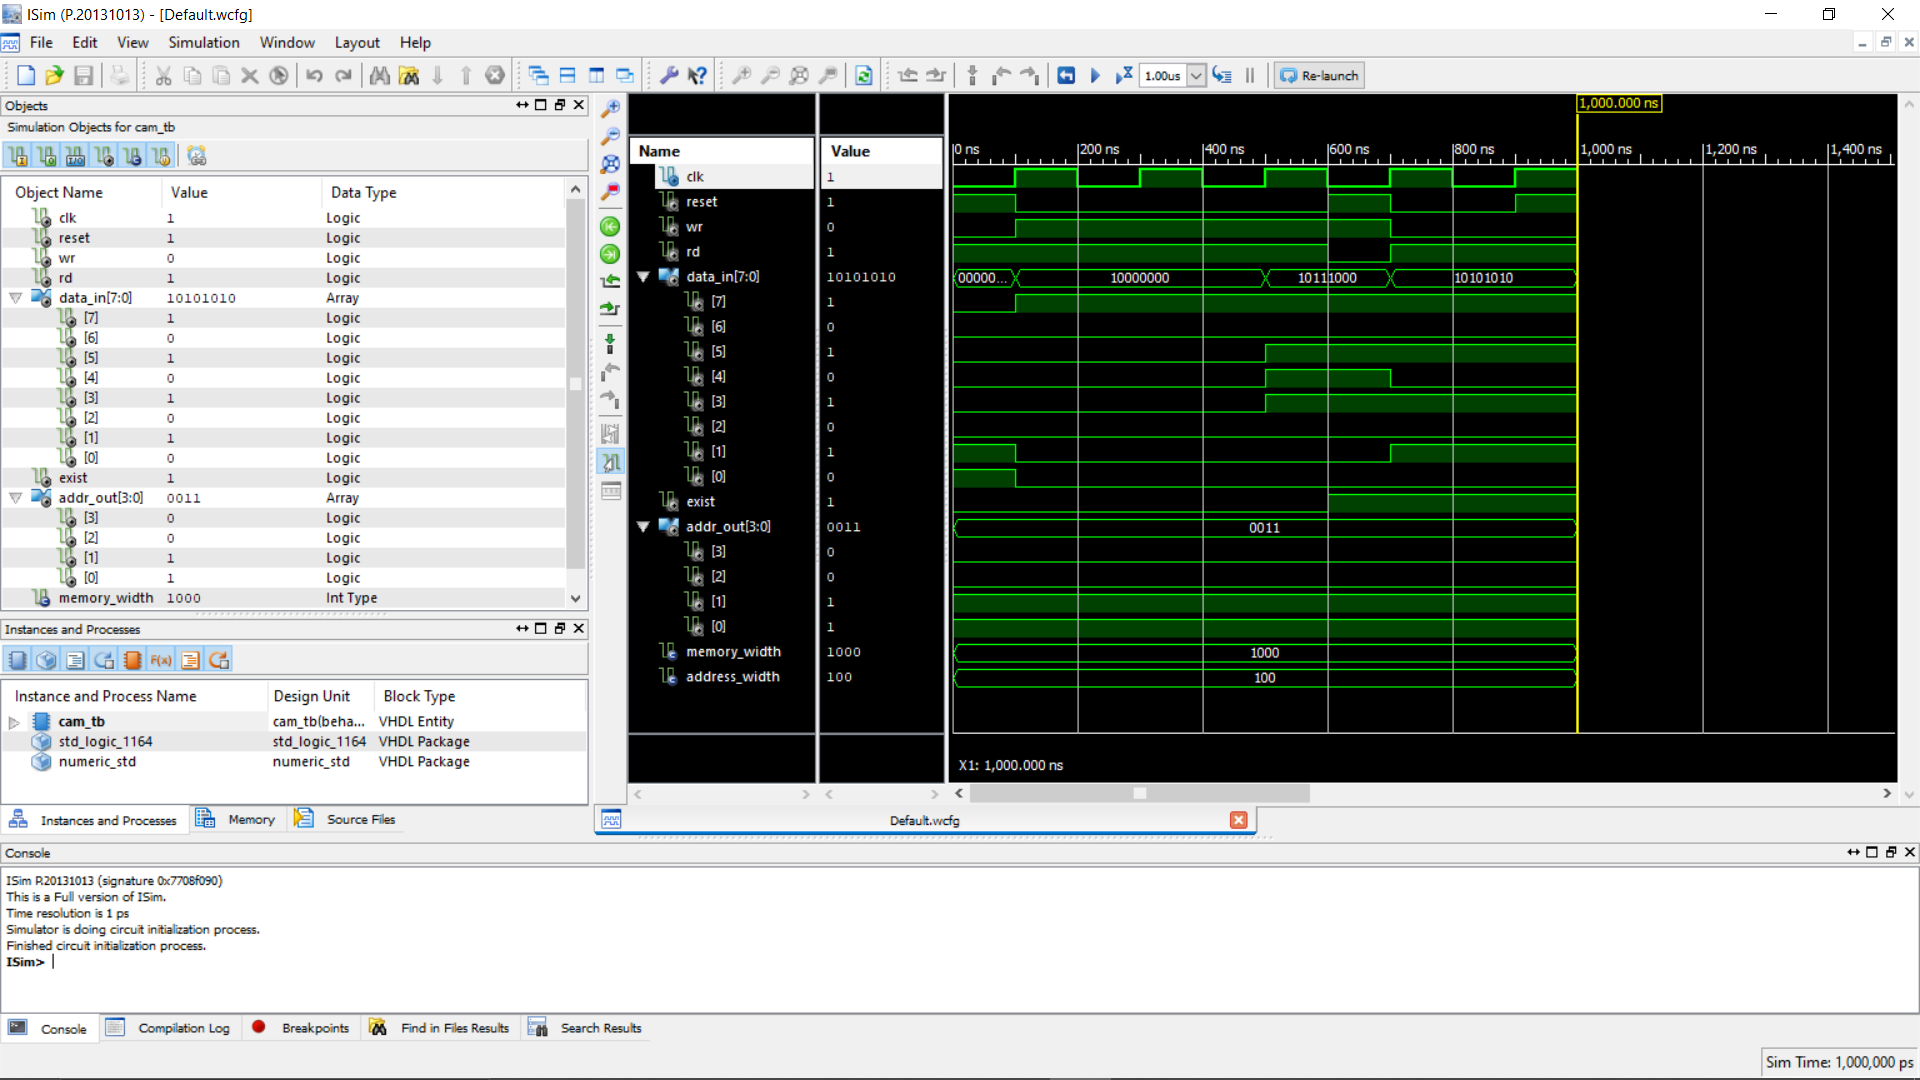 ISim (P.20131013) - [Default.wcfg]
File Edit View Simulation Window Layout Help
1.00us Re-launch
Objects
Simulation Objects for cam_tb
Object Name Value Data Type
clk 1 Logic
reset 1 Logic
wr 0 Logic
rd 1 Logic
data_in[7:0] 10101010 Array
[7] 1 Logic
[6] 0 Logic
[5] 1 Logic
[4] 0 Logic
[3] 1 Logic
[2] 0 Logic
[1] 1 Logic
[0] 0 Logic
exist 1 Logic
addr_out[3:0] 0011 Array
[3] 0 Logic
[2] 0 Logic
[1] 1 Logic
[0] 1 Logic
memory_width 1000 Int Type
Instances and Processes
F(x)
Instance and Process Name Design Unit Block Type
cam_tb cam_tb(beha... VHDL Entity
std_logic_1164 std_logic_1164 VHDL Package
numeric_std numeric_std VHDL Package
Instances and Processes Memory Source Files
1,000.000 ns
Name Value 0 ns 200 ns 400 ns 600 ns 800 ns 1,000 ns 1,200 ns 1,400 ns
clk 1
reset 1
wr 0
rd 1
data_in[7:0] 10101010 00000... 10000000 10111000 10101010
[7] 1
[6] 0
[5] 1
[4] 0
[3] 1
[2] 0
[1] 1
[0] 0
exist 1
addr_out[3:0] 0011 0011
[3] 0
[2] 0
[1] 1
[0] 1
memory_width 1000 1000
address_width 100 100
X1: 1,000.000 ns
Default.wcfg
Console
ISim P.20131013 (signature 0x7708f090)
This is a Full version of ISim.
Time resolution is 1 ps
Simulator is doing circuit initialization process.
Finished circuit initialization process.
ISim>
Console Compilation Log Breakpoints Find in Files Results Search Results
Sim Time: 1,000,000 ps